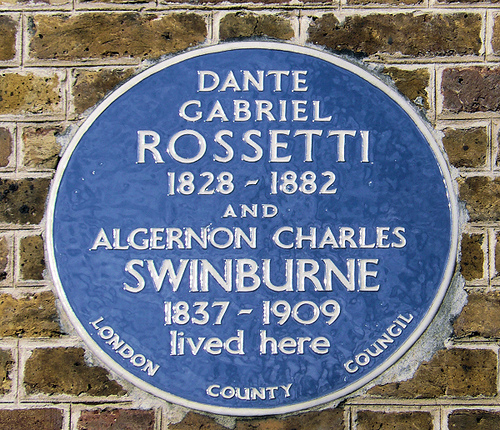 DANTE
GABRIEL
ROSSETTI
1828 - 1882
AND
ALGERNON CHARLES
SWINBURNE
1837 - 1909
lived here
LONDON COUNTY COUNCIL